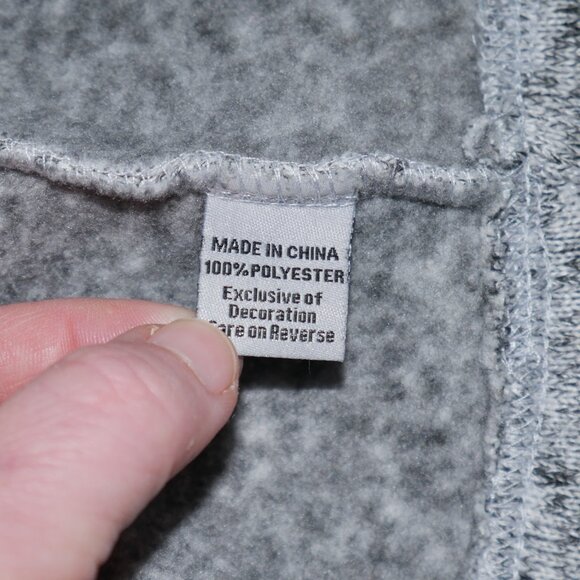 MADE IN CHINA
100% POLYESTER
Exclusive of
Decoration
Care on Reverse